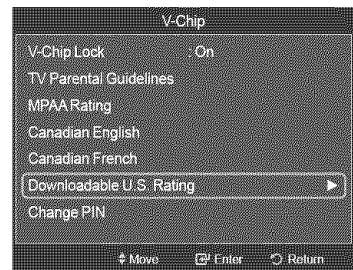 V-Chip
V-Chip Lock : On
TV Parental Guidelines
MPAA Rating
Canadian English
Canadian French
Downloadable U.S. Rating
Change PIN
Move Enter Return